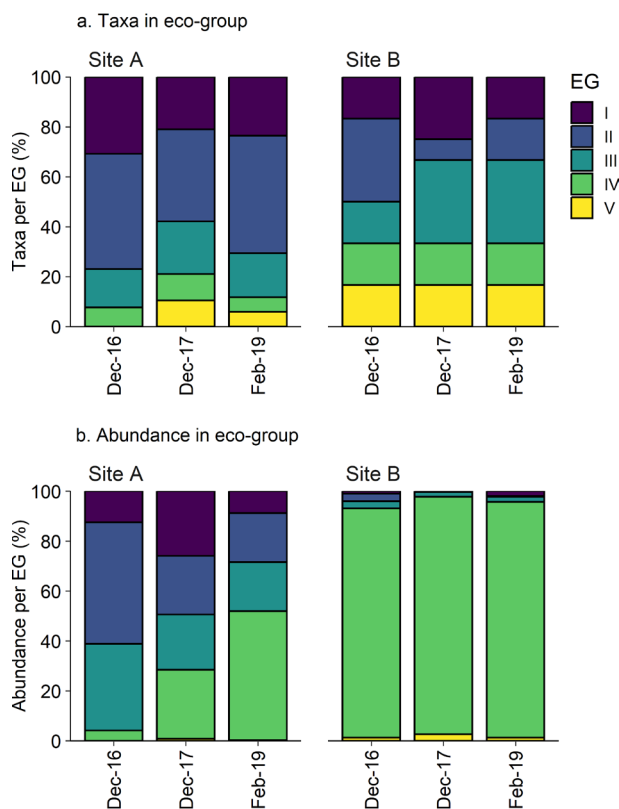 a. Taxa in eco-group
Site A
Site B
EG
I
II
III
IV
V
Taxa per EG (%)
100
80
60
40
20
0
Dec-16
Dec-17
Feb-19
Dec-16
Dec-17
Feb-19
b. Abundance in eco-group
Site A
Site B
Abundance per EG (%)
100
80
60
40
20
0
Dec-16
Dec-17
Feb-19
Dec-16
Dec-17
Feb-19